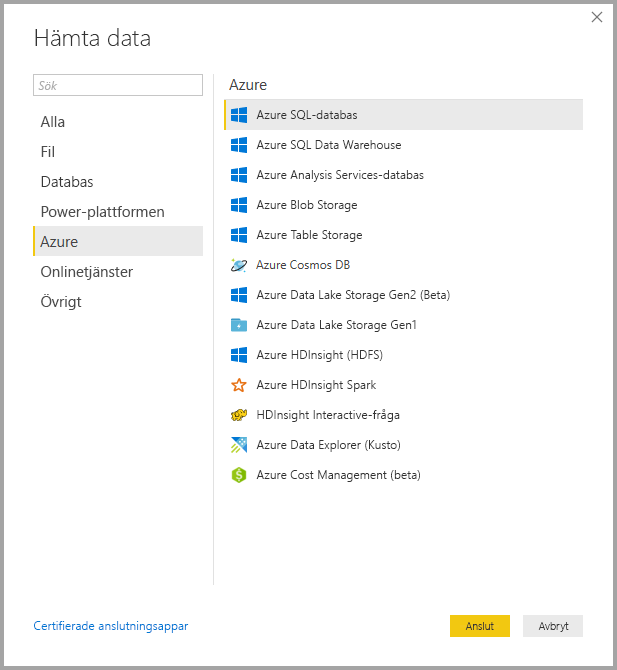 Hämta data
Sök
Alla
Fil
Databas
Power-plattformen
Azure
Onlinetjänster
Övrigt
Azure
Azure SQL-databas
Azure SQL Data Warehouse
Azure Analysis Services-databas
Azure Blob Storage
Azure Table Storage
Azure Cosmos DB
Azure Data Lake Storage Gen2 (Beta)
Azure Data Lake Storage Gen1
Azure HDInsight (HDFS)
Azure HDInsight Spark
HDInsight Interactive-fråga
Azure Data Explorer (Kusto)
Azure Cost Management (beta)
Certifierade anslutningsappar
Anslut
Avbryt